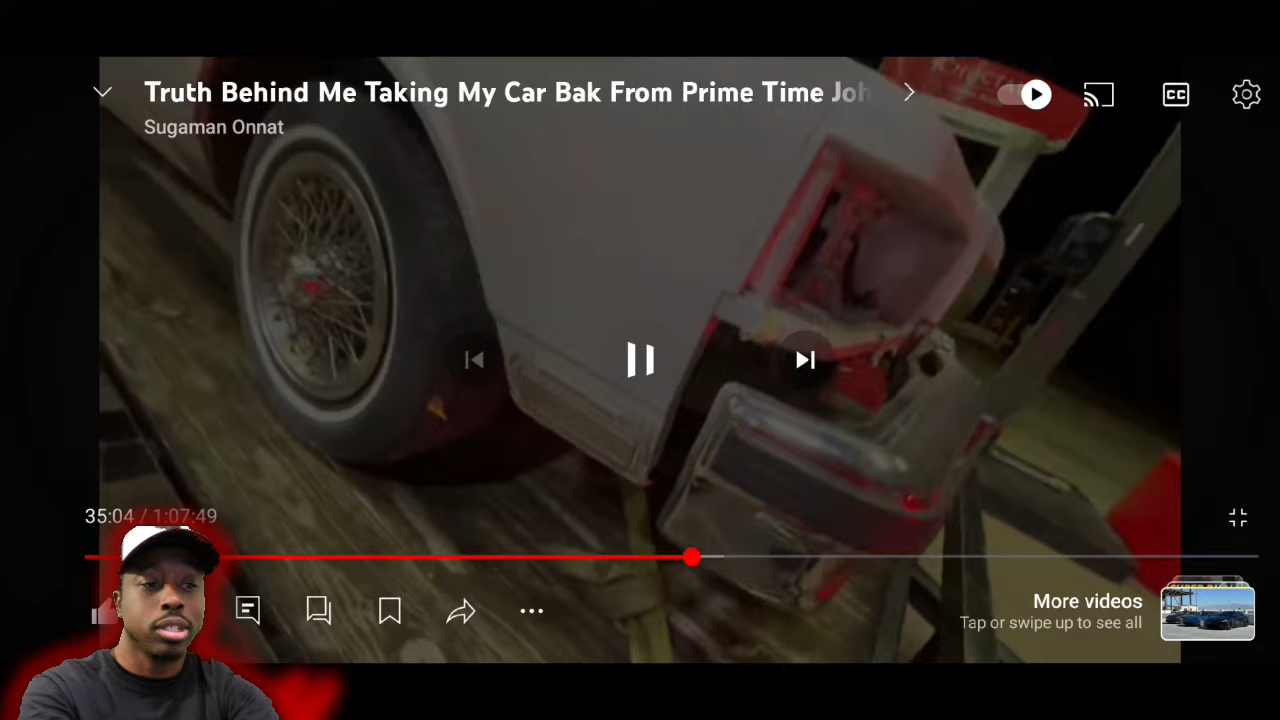 Truth Behind Me Taking My Car Bak From Prime Time Joh
Sugaman Onnat
CC
35:04 / 1:07:49
More videos
Tap or swipe up to see all